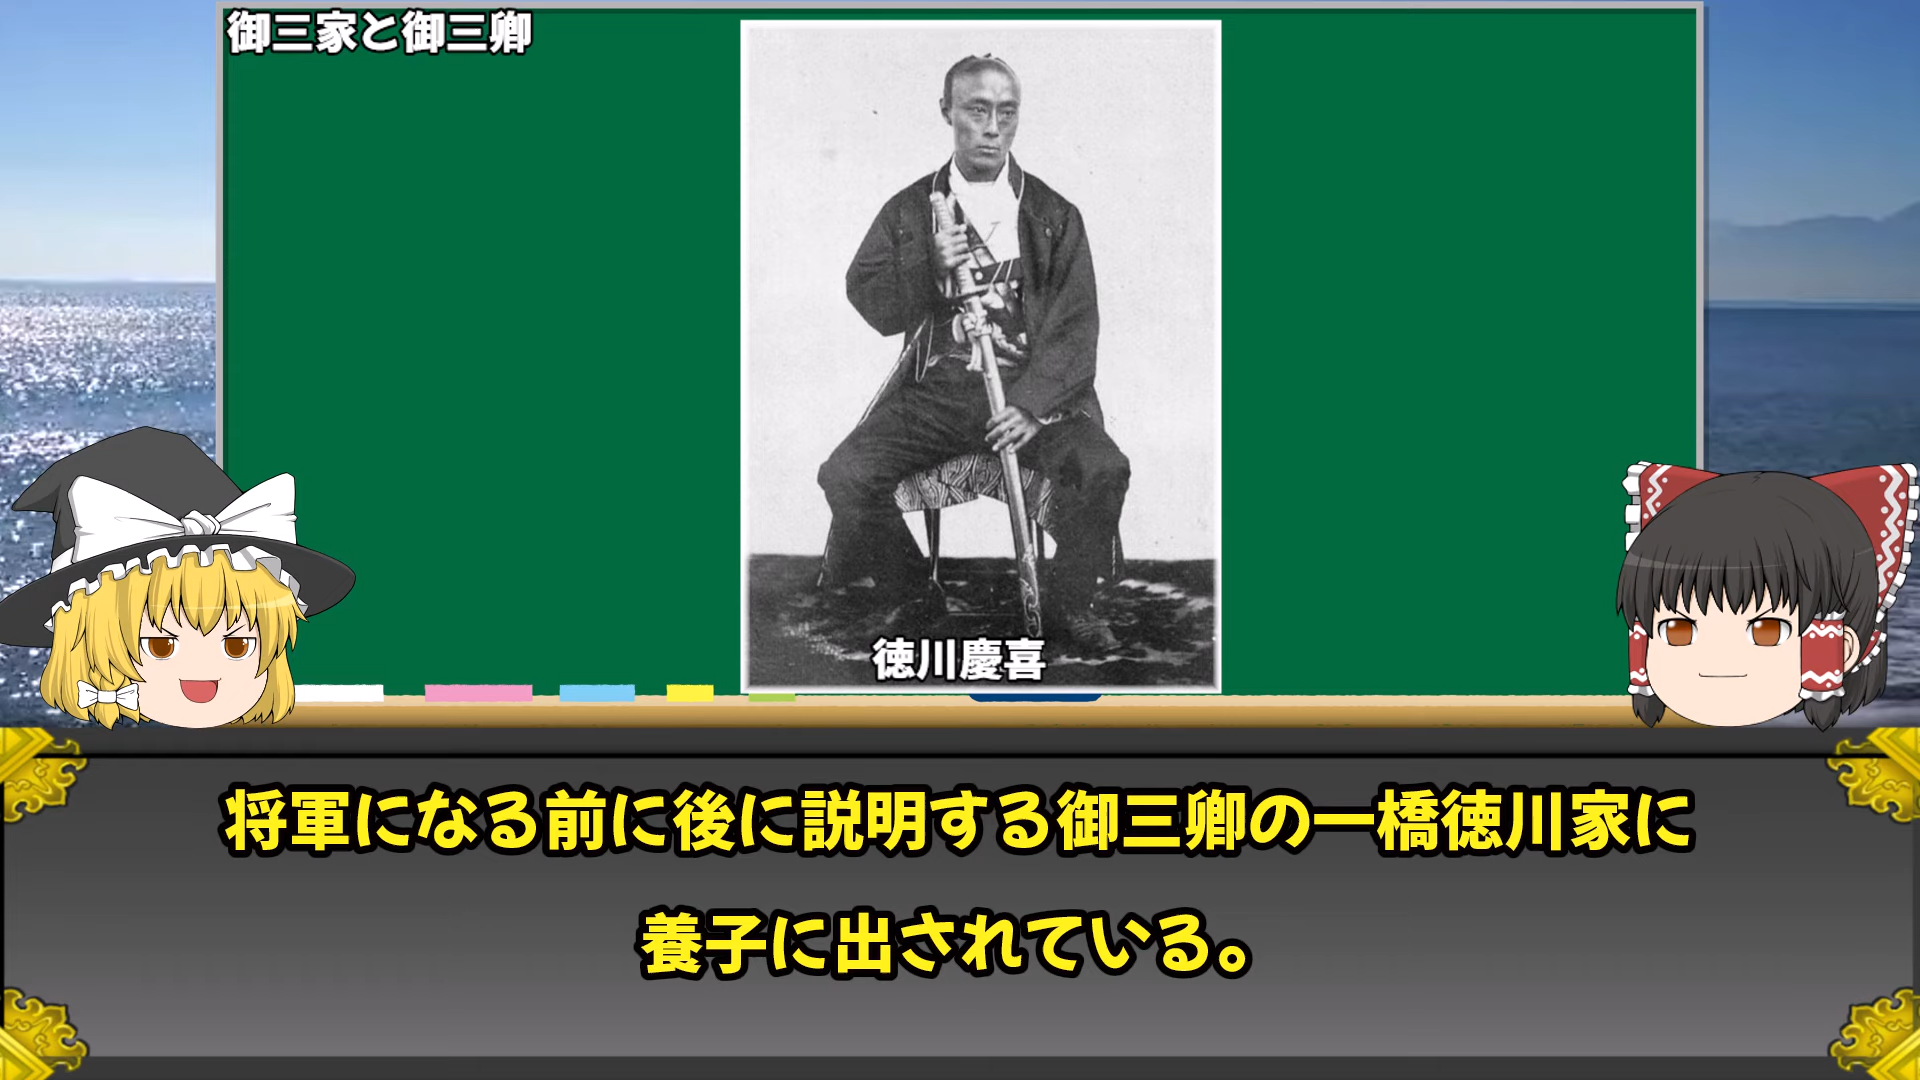 御三家と御三卿
徳川慶喜
将軍になる前に後に説明する御三卿の一橋徳川家に
養子に出されている。